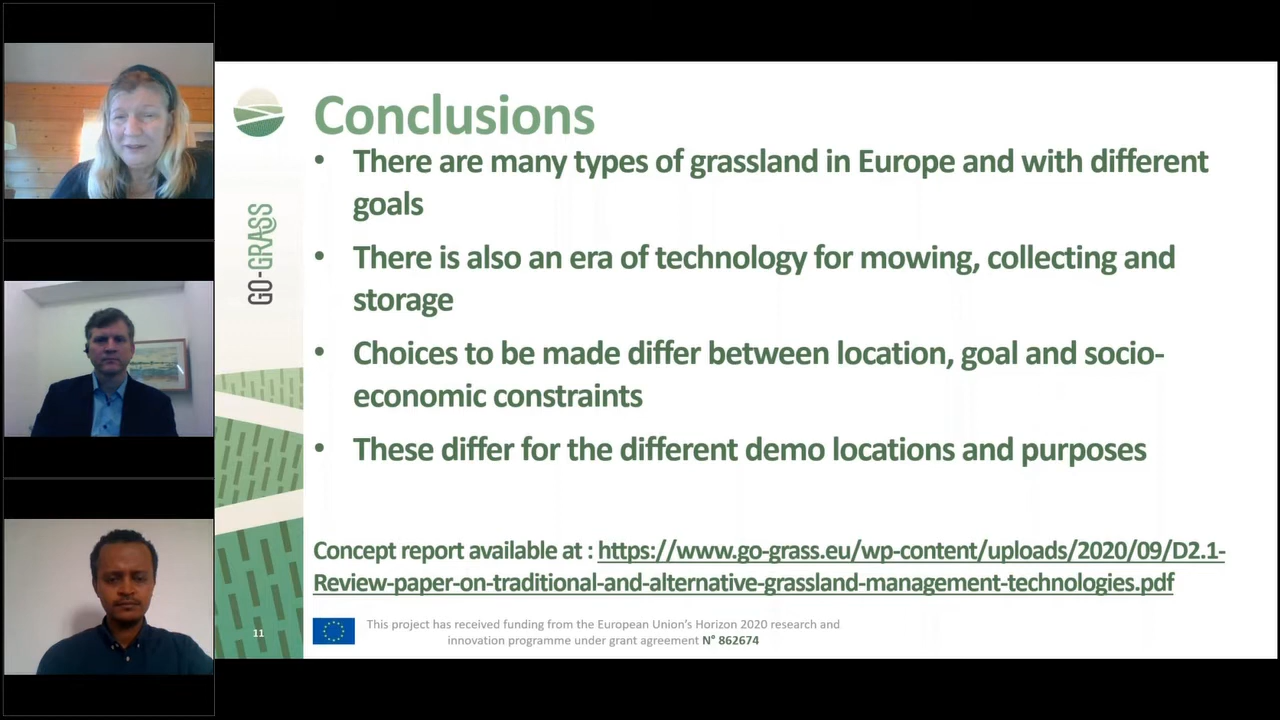 Conclusions
• There are many types of grassland in Europe and with different
goals
• There is also an era of technology for mowing, collecting and
storage
• Choices to be made differ between location, goal and socio-
economic constraints
• These differ for the different demo locations and purposes
Concept report available at : https://www.go-grass.eu/wp-content/uploads/2020/09/D2.1-
Review-paper-on-traditional-and-alternative-grassland-management-technologies.pdf
This project has received funding from the European Union's Horizon 2020 research and
innovation programme under grant agreement N° 862674
GO-GRASS
11